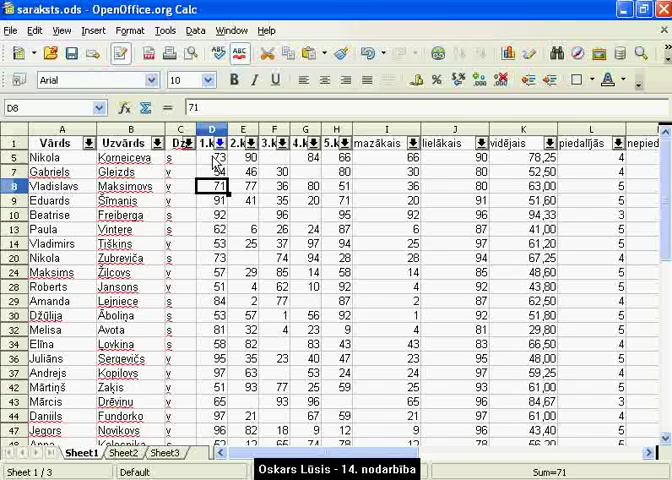 saraksts.ods - OpenOffice.org Calc
File Edit View Insert Format Tools Data Window Help
Arial 10
D8 71
A B C D E F G H I J K L M
1 Vārds Uzvārds 1.k 2.k 3.k 4.k 5.k mazākais lielākais vidējais piedalījās nepied
5 Nikola Korneiceva s 73 90 84 66 66 90 78,25 4
7 Gabriels Gleizds v 54 46 30 80 30 80 52,50 4
8 Vladislavs Maksimovs v 71 77 36 80 51 36 80 63,00 5
9 Eduards Šīmanis v 91 41 35 20 71 20 91 51,60 5
10 Beatrise Freiberga s 92 96 95 92 96 94,33 3
13 Paula Vintere s 62 6 26 24 87 6 87 41,00 5
14 Vladimirs Tiškins v 53 25 37 97 94 25 97 61,20 5
20 Nikola Zubreviča s 73 74 94 28 28 94 67,25 4
24 Maksims Žilcovs v 57 29 85 14 58 14 85 48,60 5
28 Roberts Jansons v 51 4 62 10 92 4 92 43,80 5
29 Amanda Lejniece s 84 2 77 87 2 87 62,50 4
30 Džūlija Āboliņa s 53 57 1 56 92 1 92 51,80 5
32 Melisa Avota s 81 32 4 23 9 4 81 29,80 5
34 Elīna Lovkina s 58 82 83 43 43 83 66,50 4
36 Juliāns Sergevičs v 95 35 23 40 47 23 95 48,00 5
37 Andrejs Kopilovs v 97 63 53 24 24 97 59,25 4
42 Mārtiņš Zaķis v 51 93 77 25 59 25 93 61,00 5
43 Mārcis Drēviņu v 65 93 96 65 96 84,67 3
44 Daniils Fundorko v 97 21 67 59 21 97 61,00 4
47 Jegors Novikovs v 96 82 18 9 12 9 96 43,40 5
Sheet1 Sheet2 Sheet3
Sheet 1 / 3 Default Sum=71
Oskars Lūsis - 14. nodarbība